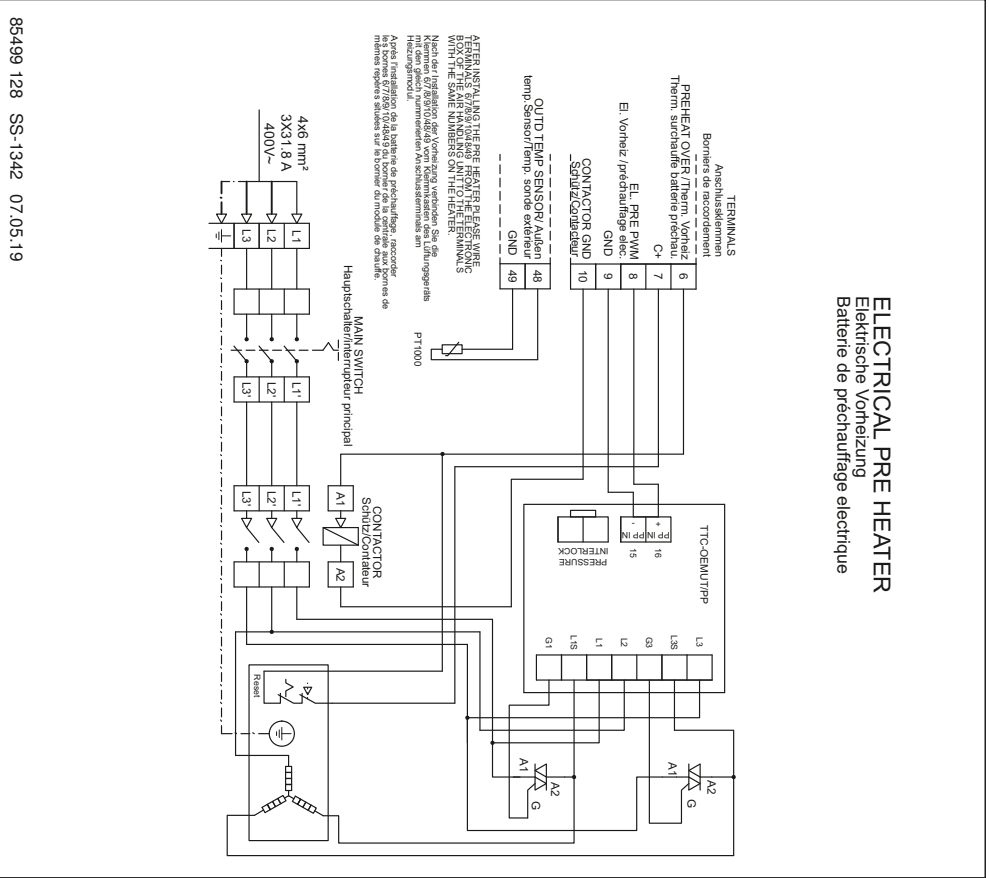 ELECTRICAL PRE HEATER
Elektrische Vorheizung
Batterie de préchauffage electrique
TERMINALS
Anschlussklemmen
Borniers de raccordement
PREHEAT OVER /Therm. Vorheiz
Therm. surchauffe batterie préchau.
6
C+
7
EL. PRE PWM
El. Vorheiz /préchauffage elec.
8
GND
9
CONTACTOR GND
Schütz/Contacteur
10
OUTD TEMP SENSOR/ Außen
temp.Sensor/Temp. sonde extérieur
48
GND
49
PT1000
AFTER INSTALLING THE PRE HEATER PLEASE WIRE
TERMINALS 6/7/8/9/10/48/49 FROM THE ELECTRONIC
BOX OF THE AIR HANDLING UNIT TO THE TERMINALS
WITH THE SAME NUMBERS ON THE HEATER.
Nach der Installation der Vorheizung verbinden Sie die
Klemmen 6/7/8/9/10/48/49 vom Klemmkasten des Lüftungsgeräts
mit den gleich nummerierten Anschlussterminals am
Heizungsmodul.
Après l'installation de la batterie de préchauffage, raccorder
les bornes 6/7/8/9/10/48/49 du bornier de la centrale aux bornes de
mêmes repères situées sur le bornier du module de chauffe.
TTC-OEMUT/PP
+
PP IN
16
-
PP IN
15
PRESSURE
INTERLOCK
L3
L3S
G3
L2
L1
L1S
G1
A1
A2
G
A1
A2
G
4x6 mm²
3X31.8 A
400V~
L1
L2
L3
MAIN SWITCH
Hauptschalter/interrupteur principal
L1'
L2'
L3'
CONTACTOR
Schütz/Contateur
A1
A2
L1'
L2'
L3'
Reset
85499 128 SS-1342 07.05.19